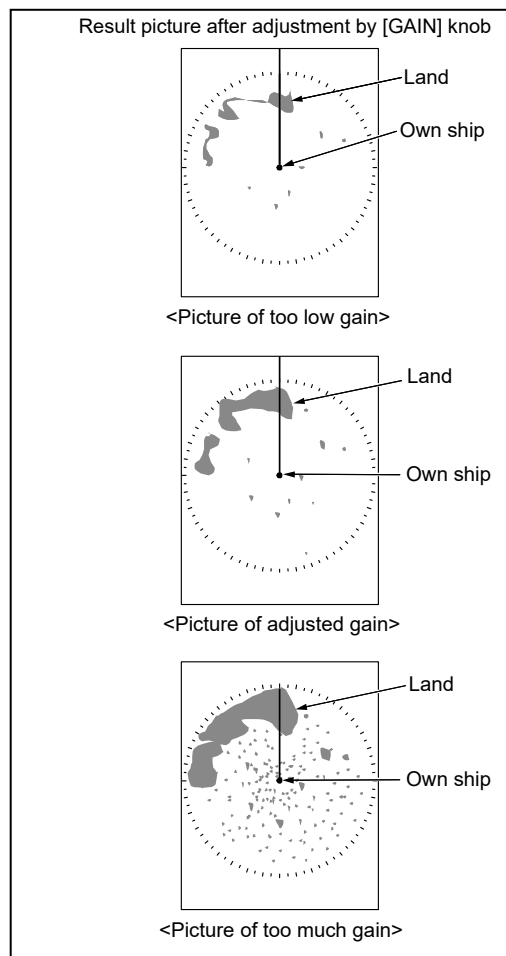 Result picture after adjustment by [GAIN] knob
Land
Own ship
<Picture of too low gain>
Land
Own ship
<Picture of adjusted gain>
Land
Own ship
<Picture of too much gain>